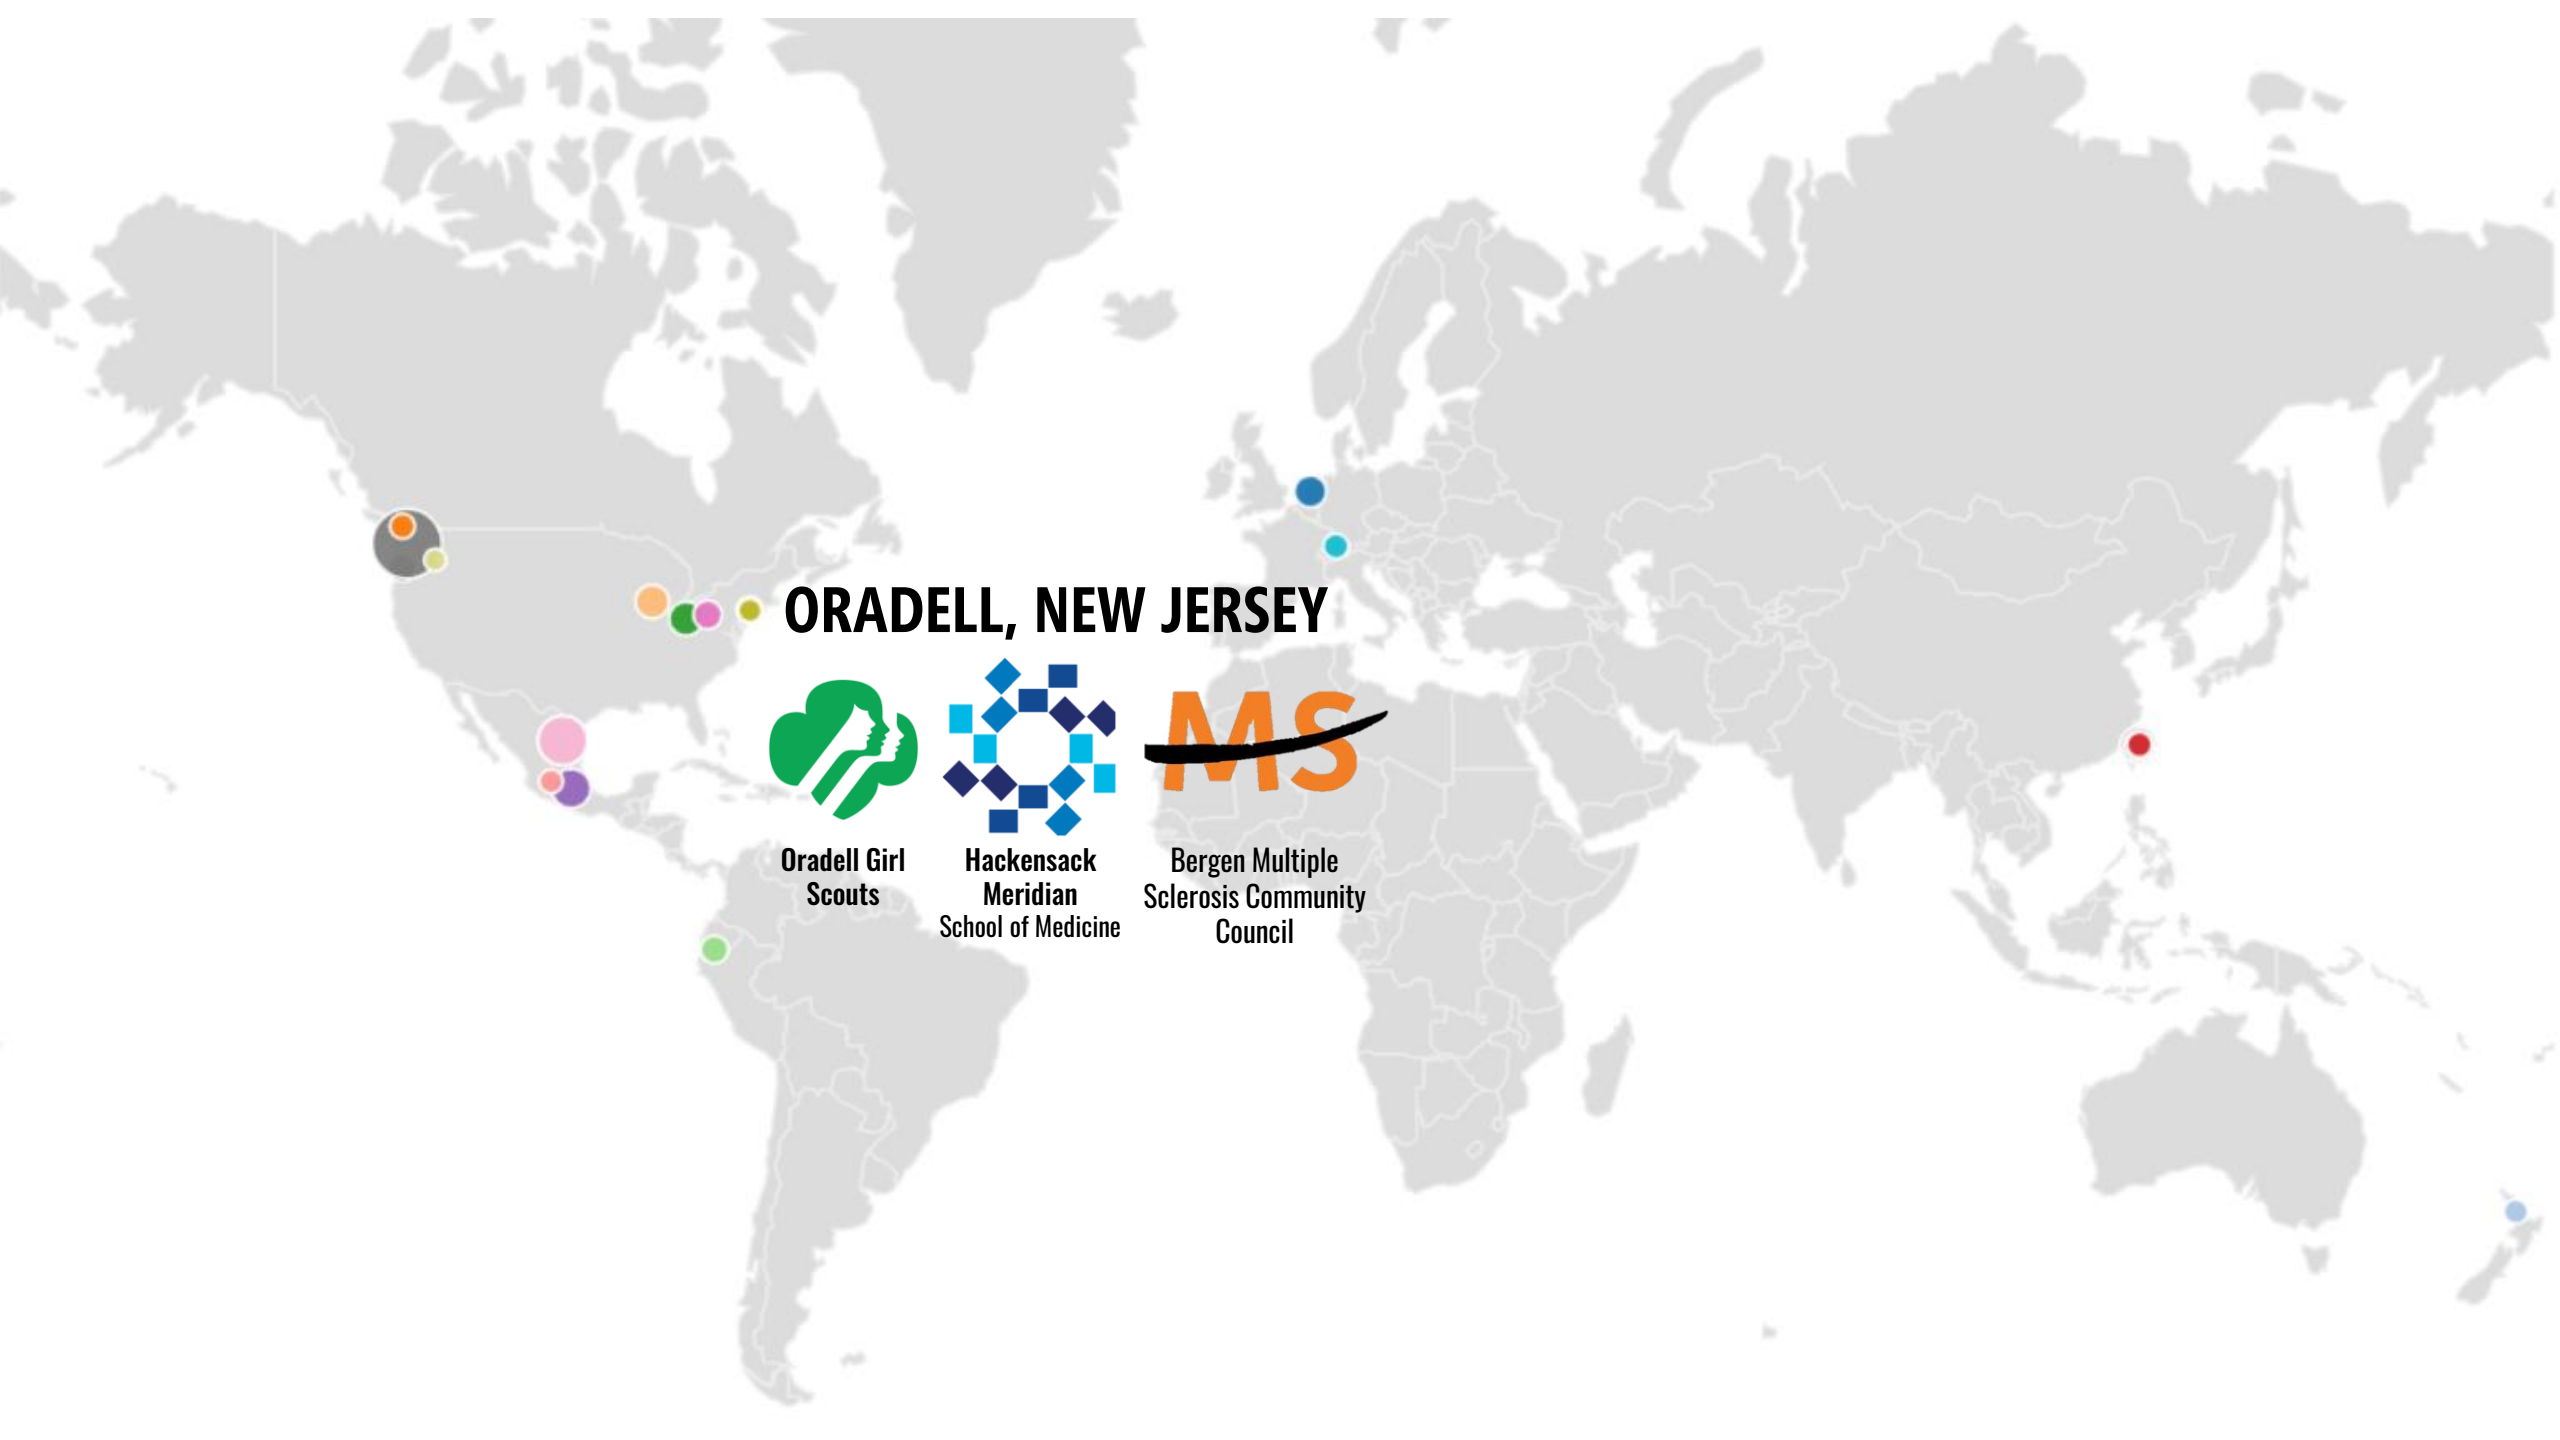 ORADELL, NEW JERSEY
MS
Oradell Girl
Scouts
Hackensack
Meridian
School of Medicine
Bergen Multiple
Sclerosis Community
Council